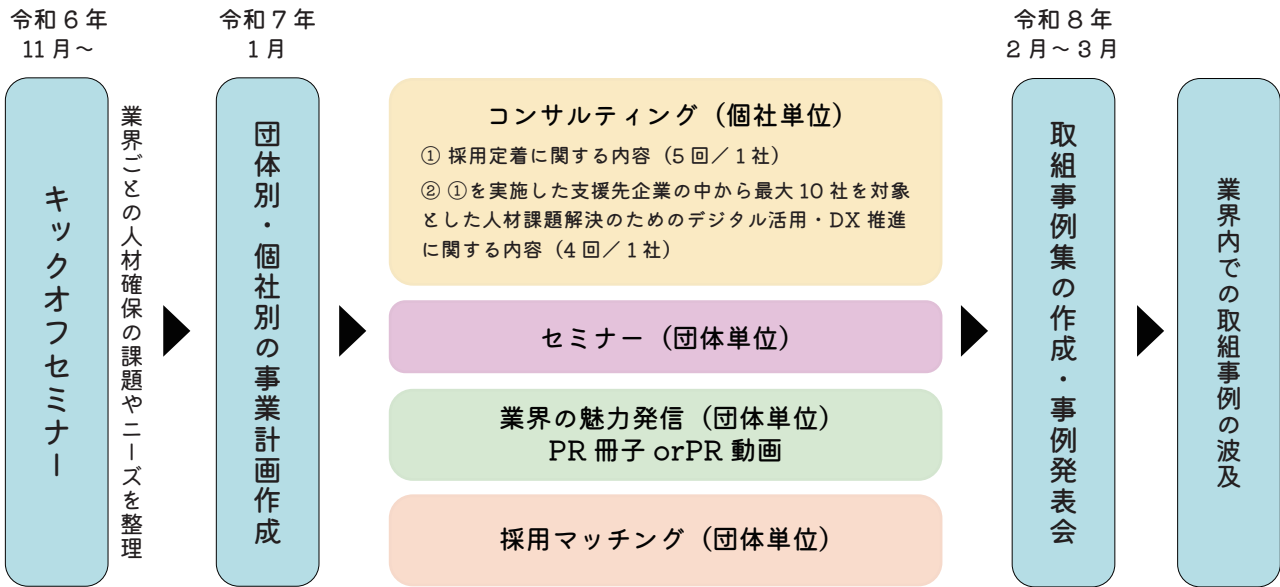 令和６年
11月～
キックオフセミナー
業界ごとの人材確保の課題やニーズを整理
令和７年
１月
団体別・個社別の事業計画作成
コンサルティング（個社単位）
① 採用定着に関する内容（５回／１社）
② ①を実施した支援先企業の中から最大10社を対象
とした人材課題解決のためのデジタル活用・DX推進
に関する内容（４回／１社）
セミナー（団体単位）
業界の魅力発信（団体単位）
PR冊子orPR動画
採用マッチング（団体単位）
令和８年
２月～３月
取組事例集の作成・事例発表会
業界内での取組事例の波及